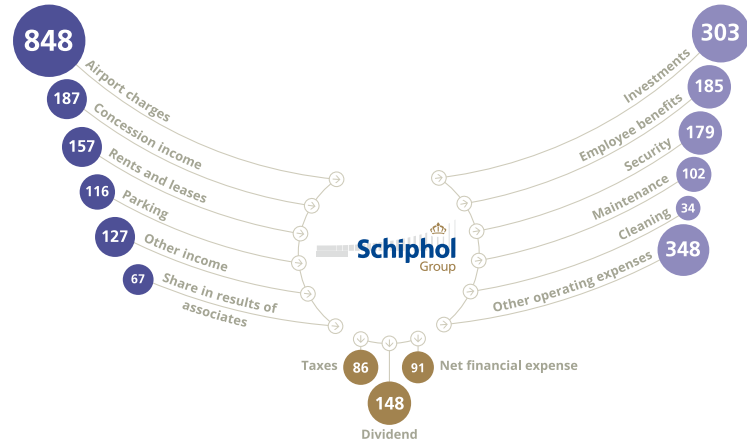 848
Airport charges
187
Concession income
157
Rents and leases
116
Parking
127
Other income
67
Share in results of
associates
303
Investments
185
Employee benefits
179
Security
102
Maintenance
34
Cleaning
348
Other operating expenses
Schiphol
Group
Taxes
86
91
Net financial expense
148
Dividend